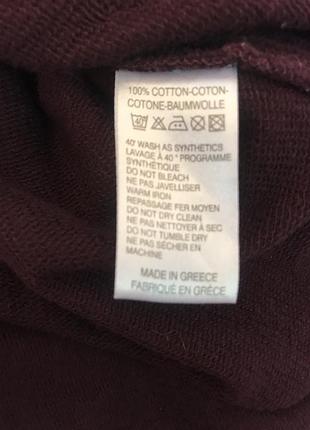 100% COTTON-COTON-
COTONE-BAUMWOLLE
40°
40° WASH AS SYNTHETICS
LAVAGE À 40 ° PROGRAMME
SYNTHÉTIQUE
DO NOT BLEACH
NE PAS JAVELLISER
WARM IRON
REPASSAGE FER MOYEN
DO NOT DRY CLEAN
NE PAS NETTOYER A SEC
DO NOT TUMBLE DRY
NE PAS SÉCHER EN
MACHINE
MADE IN GREECE
FABRIQUÉ EN GRÈCE